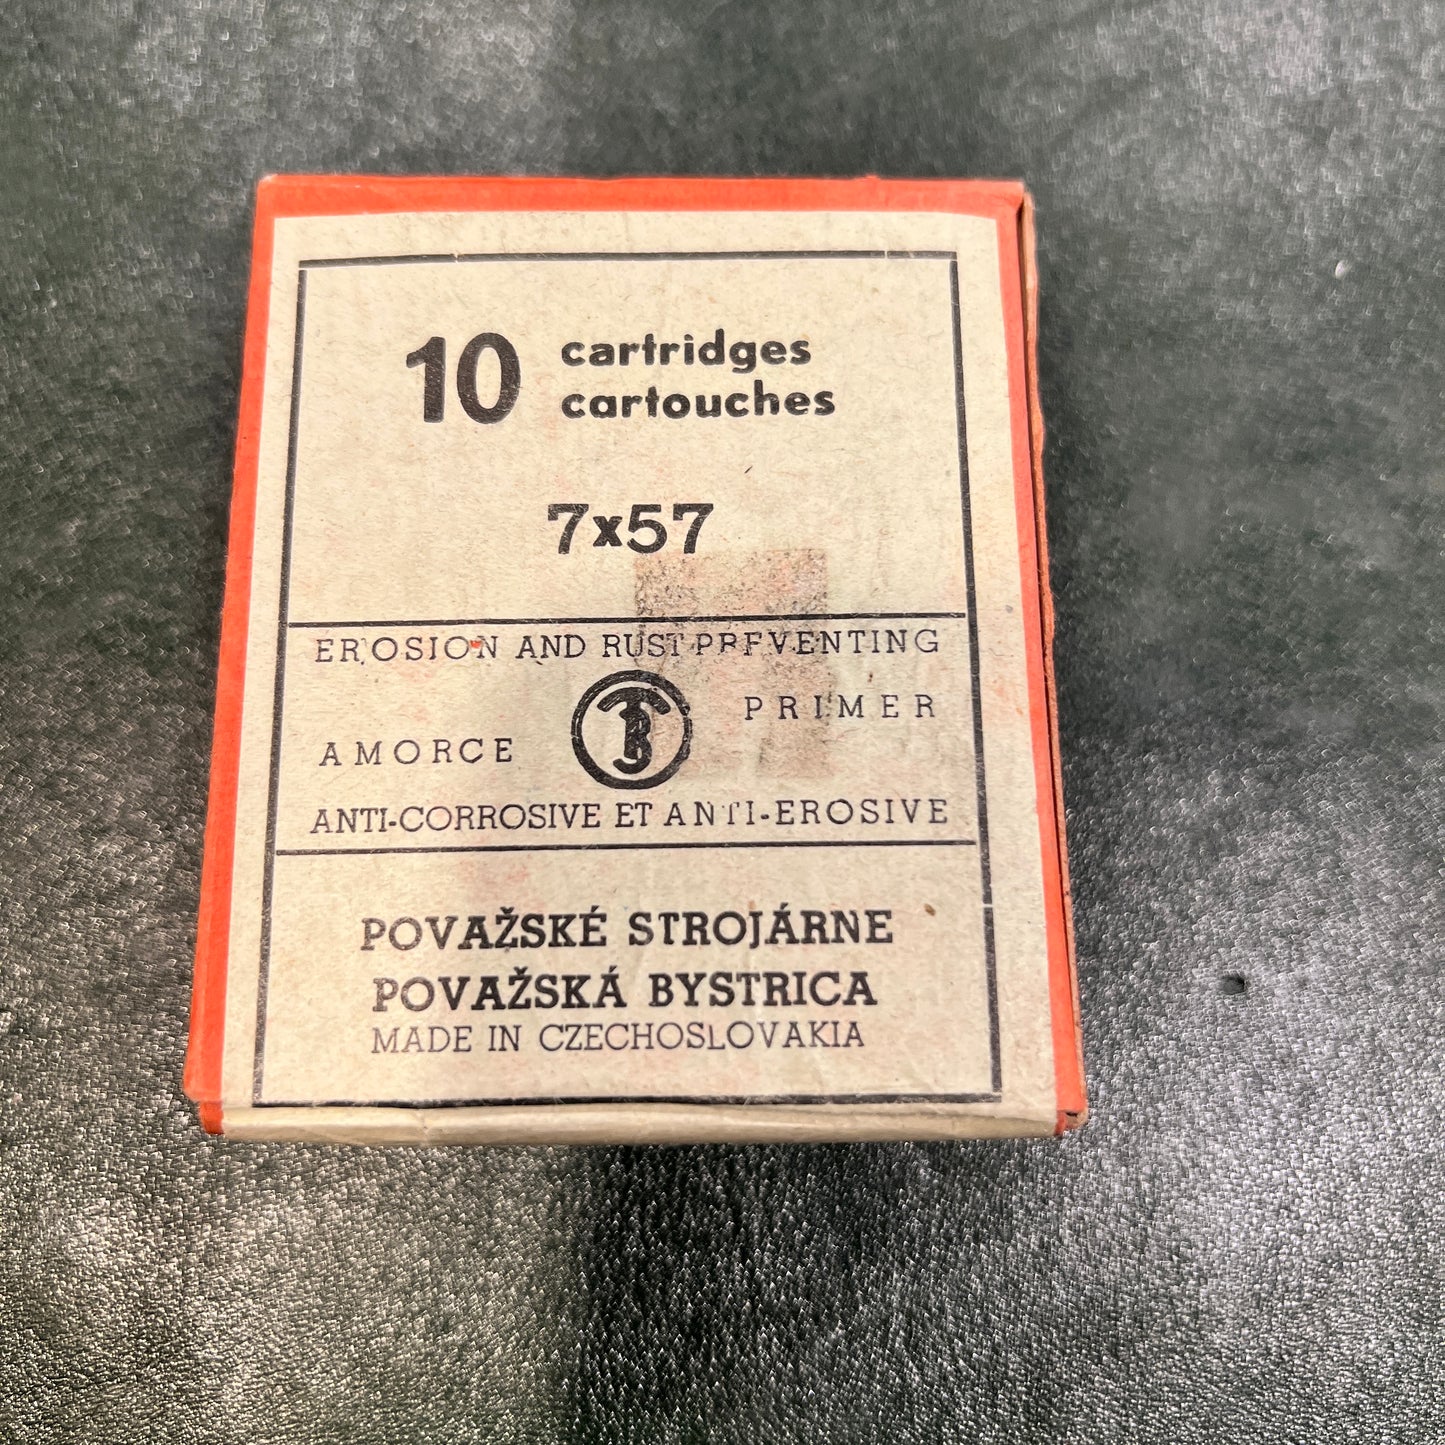 10 cartridges
cartouches
7x57
EROSION AND RUST PREVENTING
PRIMER
AMORCE
ANTI-CORROSIVE ET ANTI-EROSIVE
POVAŽSKÉ STROJÁRNE
POVAŽSKÁ BYSTRICA
MADE IN CZECHOSLOVAKIA